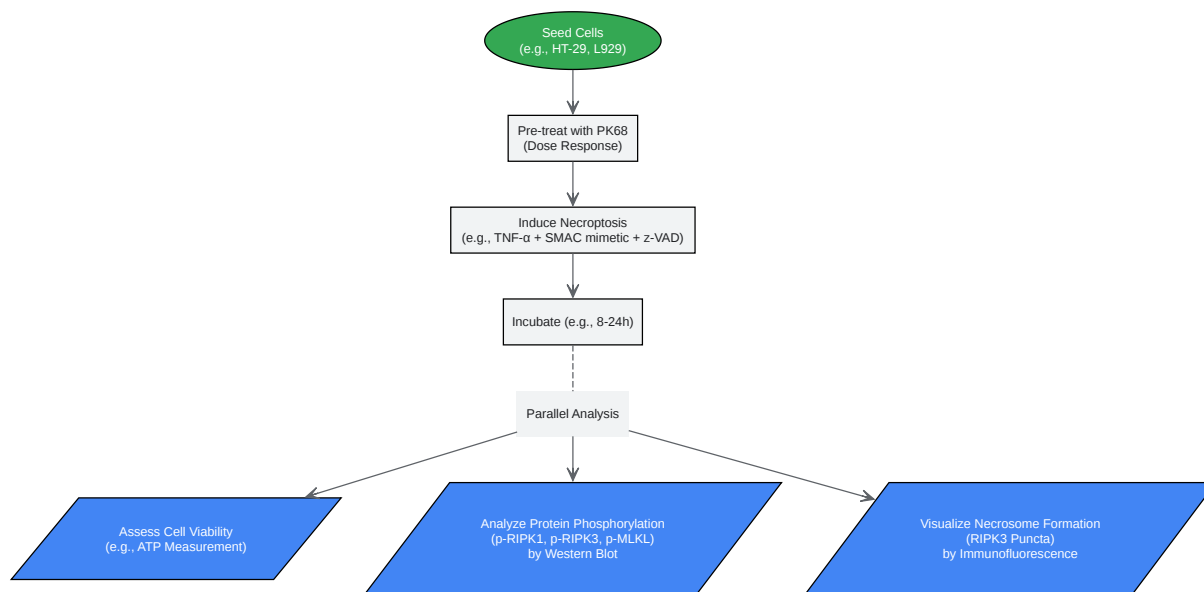 Seed Cells
(e.g., HT-29, L929)
Pre-treat with PK68
(Dose Response)
Induce Necroptosis
(e.g., TNF-α + SMAC mimetic + z-VAD)
Incubate (e.g., 8-24h)
Parallel Analysis
Assess Cell Viability
(e.g., ATP Measurement)
Analyze Protein Phosphorylation
(p-RIPK1, p-RIPK3, p-MLKL)
by Western Blot
Visualize Necrosome Formation
(RIPK3 Puncta)
by Immunofluorescence